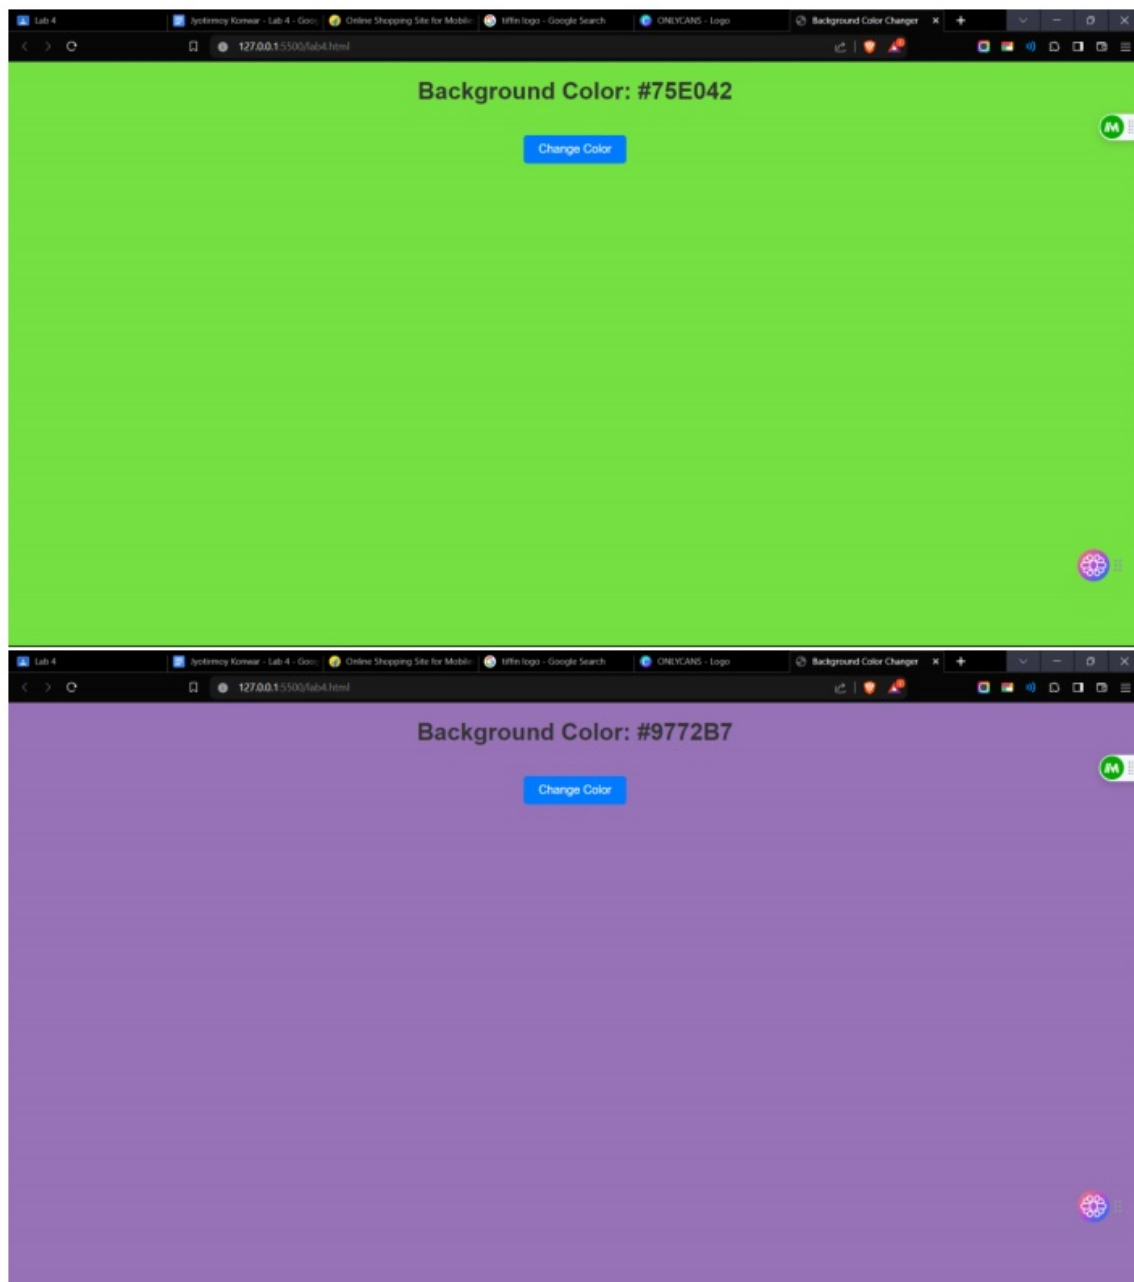 Lab 4
Jyotirmoy Konwar - Lab 4 - Goo
Online Shopping Site for Mobile
tiffin logo - Google Search
ONLYCANS - Logo
Background Color Changer
127.0.0.1:5500/lab4.html
Background Color: #75E042
Change Color
Lab 4
Jyotirmoy Konwar - Lab 4 - Goo
Online Shopping Site for Mobile
tiffin logo - Google Search
ONLYCANS - Logo
Background Color Changer
127.0.0.1:5500/lab4.html
Background Color: #9772B7
Change Color